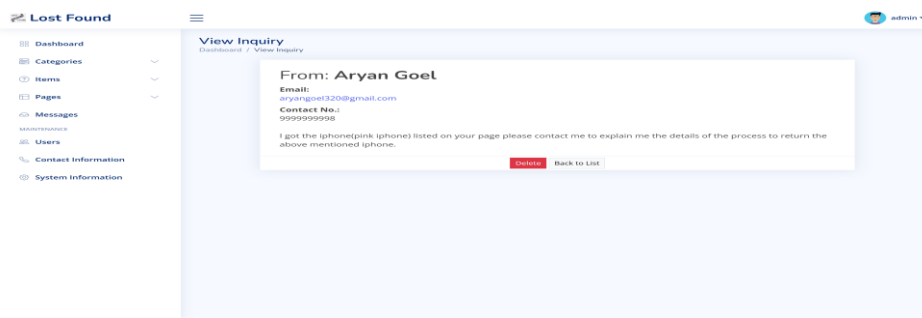 Lost Found
admin
Dashboard
Categories
Items
Pages
Messages
MAINTENANCE
Users
Contact Information
System Information
View Inquiry
Dashboard / View Inquiry
From: Aryan Goel
Email:
aryangoel320@gmail.com
Contact No.:
9999999998
I got the iphone(pink iphone) listed on your page please contact me to explain me the details of the process to return the
above mentioned iphone.
Delete Back to List